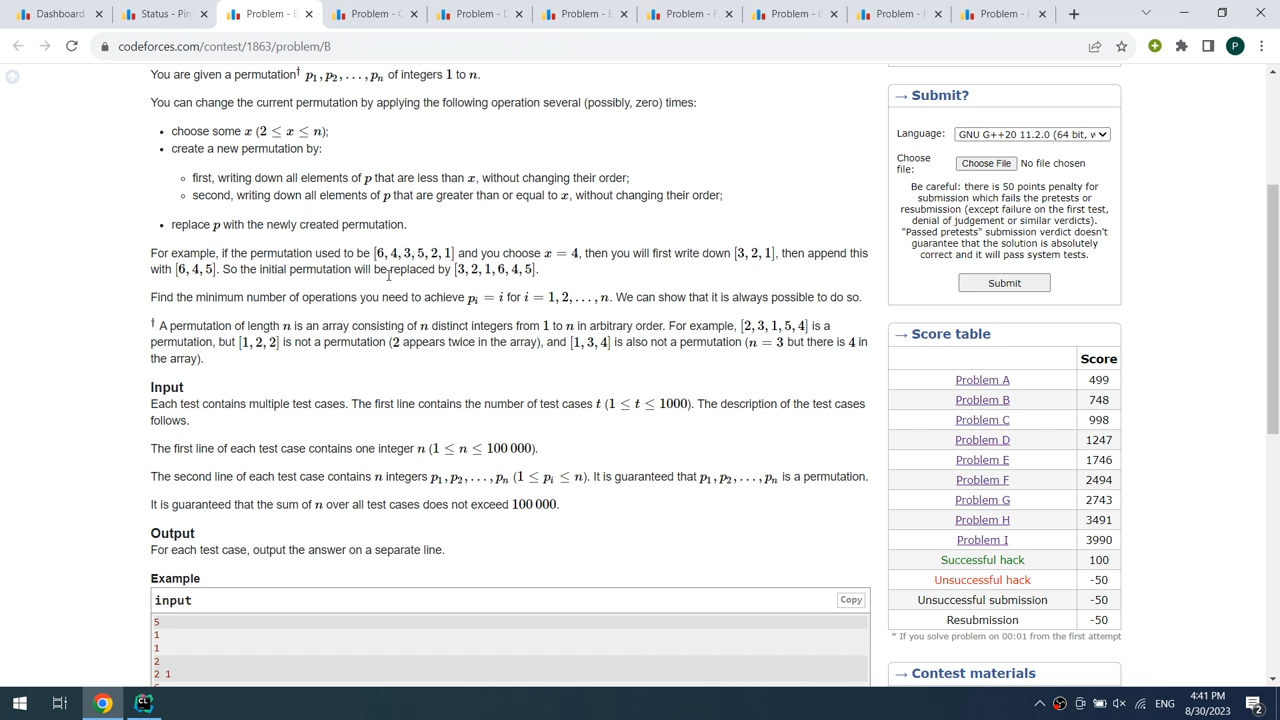 Dashboard
Status - Pin
Problem - B
Problem - C
Problem - D
Problem - E
Problem - F
Problem - G
Problem -
Problem -
codeforces.com/contest/1863/problem/B
P
You are given a permutation† p1, p2, ..., pn of integers 1 to n.
You can change the current permutation by applying the following operation several (possibly, zero) times:
• choose some x (2 ≤ x ≤ n);
• create a new permutation by:
◦ first, writing down all elements of p that are less than x, without changing their order;
◦ second, writing down all elements of p that are greater than or equal to x, without changing their order;
• replace p with the newly created permutation.
For example, if the permutation used to be [6, 4, 3, 5, 2, 1] and you choose x = 4, then you will first write down [3, 2, 1], then append this
with [6, 4, 5]. So the initial permutation will be replaced by [3, 2, 1, 6, 4, 5].
Find the minimum number of operations you need to achieve pi = i for i = 1, 2, ..., n. We can show that it is always possible to do so.
† A permutation of length n is an array consisting of n distinct integers from 1 to n in arbitrary order. For example, [2, 3, 1, 5, 4] is a
permutation, but [1, 2, 2] is not a permutation (2 appears twice in the array), and [1, 3, 4] is also not a permutation (n = 3 but there is 4 in
the array).
Input
Each test contains multiple test cases. The first line contains the number of test cases t (1 ≤ t ≤ 1000). The description of the test cases
follows.
The first line of each test case contains one integer n (1 ≤ n ≤ 100 000).
The second line of each test case contains n integers p1, p2, ..., pn (1 ≤ pi ≤ n). It is guaranteed that p1, p2, ..., pn is a permutation.
It is guaranteed that the sum of n over all test cases does not exceed 100 000.
Output
For each test case, output the answer on a separate line.
Example
input
Copy
5
1
1
2
2 1
→ Submit?
Language:
GNU G++20 11.2.0 (64 bit, w
Choose
file:
Choose File No file chosen
Be careful: there is 50 points penalty for
submission which fails the pretests or
resubmission (except failure on the first test,
denial of judgement or similar verdicts).
"Passed pretests" submission verdict doesn't
guarantee that the solution is absolutely
correct and it will pass system tests.
Submit
→ Score table
Score
Problem A 499
Problem B 748
Problem C 998
Problem D 1247
Problem E 1746
Problem F 2494
Problem G 2743
Problem H 3491
Problem I 3990
Successful hack 100
Unsuccessful hack -50
Unsuccessful submission -50
Resubmission -50
* If you solve problem on 00:01 from the first attempt
→ Contest materials
CL
ENG
4:41 PM
8/30/2023
2